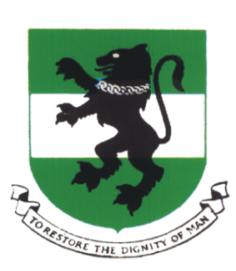 TO RESTORE THE DIGNITY OF MAN